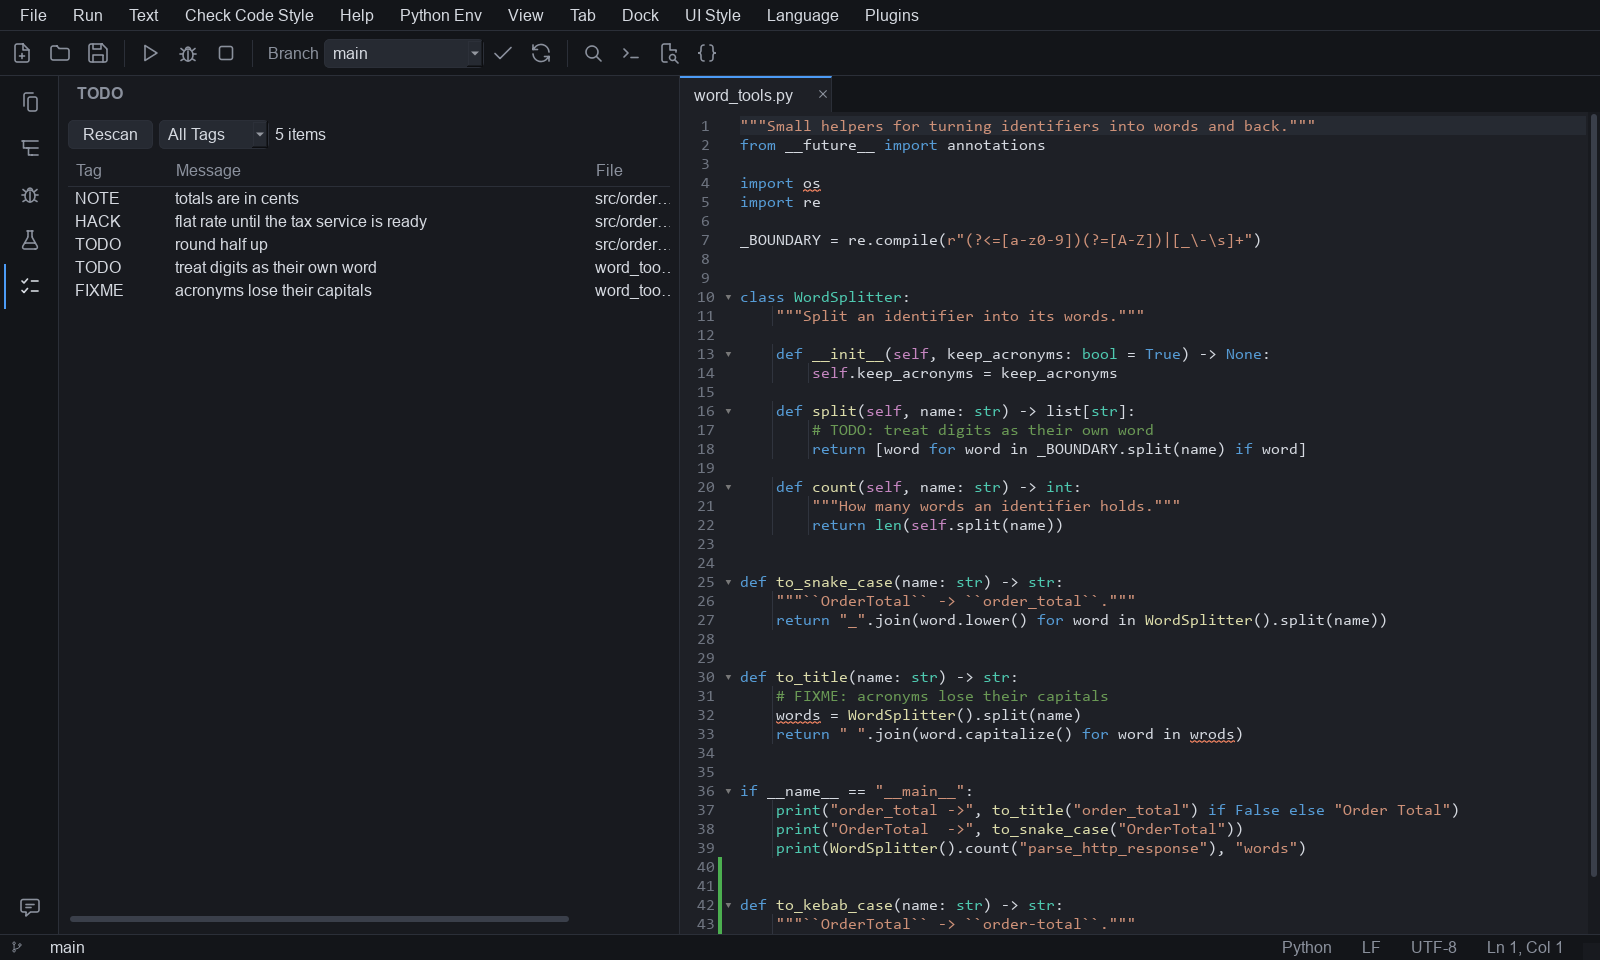 File Run Text Check Code Style Help Python Env View Tab Dock UI Style Language Plugins
Branch main
TODO
Rescan All Tags 5 items
Tag Message File
NOTE totals are in cents src/order…
HACK flat rate until the tax service is ready src/order…
TODO round half up src/order…
TODO treat digits as their own word word_too…
FIXME acronyms lose their capitals word_too…
word_tools.py
1 """Small helpers for turning identifiers into words and back."""
2 from __future__ import annotations
3
4 import os
5 import re
6
7 _BOUNDARY = re.compile(r"(?<=[a-z0-9])(?=[A-Z])|[_\-\s]+")
8
9
10 class WordSplitter:
11     """Split an identifier into its words."""
12
13     def __init__(self, keep_acronyms: bool = True) -> None:
14         self.keep_acronyms = keep_acronyms
15
16     def split(self, name: str) -> list[str]:
17         # TODO: treat digits as their own word
18         return [word for word in _BOUNDARY.split(name) if word]
19
20     def count(self, name: str) -> int:
21         """How many words an identifier holds."""
22         return len(self.split(name))
23
24
25 def to_snake_case(name: str) -> str:
26     """``OrderTotal`` -> ``order_total``."""
27     return "_".join(word.lower() for word in WordSplitter().split(name))
28
29
30 def to_title(name: str) -> str:
31     # FIXME: acronyms lose their capitals
32     words = WordSplitter().split(name)
33     return " ".join(word.capitalize() for word in wrods)
34
35
36 if __name__ == "__main__":
37     print("order_total ->", to_title("order_total") if False else "Order Total")
38     print("OrderTotal  ->", to_snake_case("OrderTotal"))
39     print(WordSplitter().count("parse_http_response"), "words")
40
41
42 def to_kebab_case(name: str) -> str:
43     """``OrderTotal`` -> ``order-total``."""
main Python LF UTF-8 Ln 1, Col 1